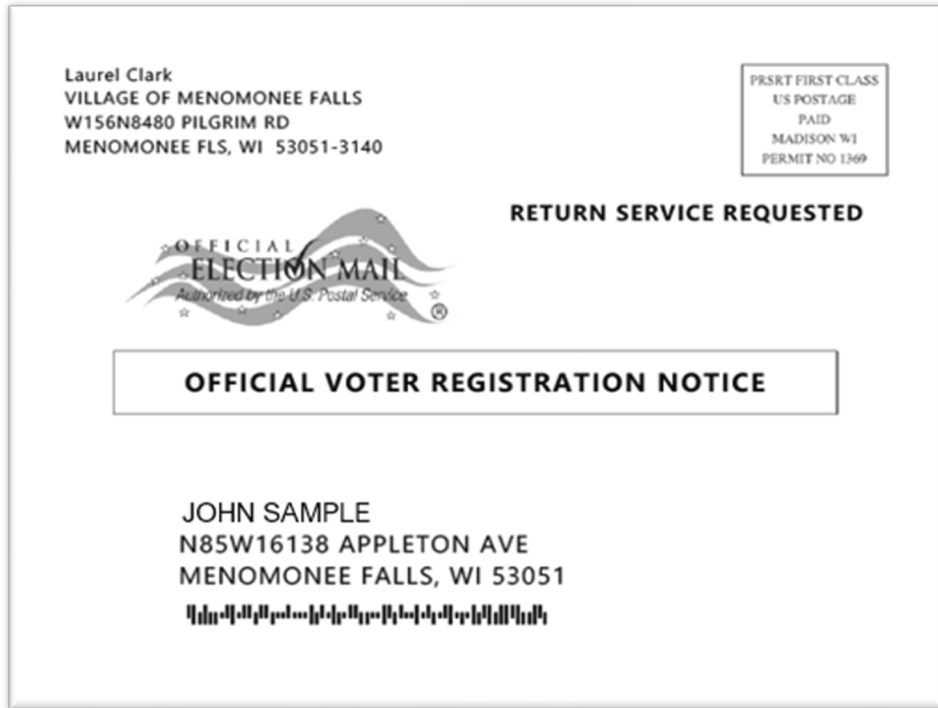 Laurel Clark
VILLAGE OF MENOMONEE FALLS
W156N8480 PILGRIM RD
MENOMONEE FLS, WI 53051-3140
PRSRT FIRST CLASS
US POSTAGE
PAID
MADISON WI
PERMIT NO 1369
RETURN SERVICE REQUESTED
OFFICIAL
ELECTION MAIL
Authorized by the U.S. Postal Service
®
OFFICIAL VOTER REGISTRATION NOTICE
JOHN SAMPLE
N85W16138 APPLETON AVE
MENOMONEE FALLS, WI 53051